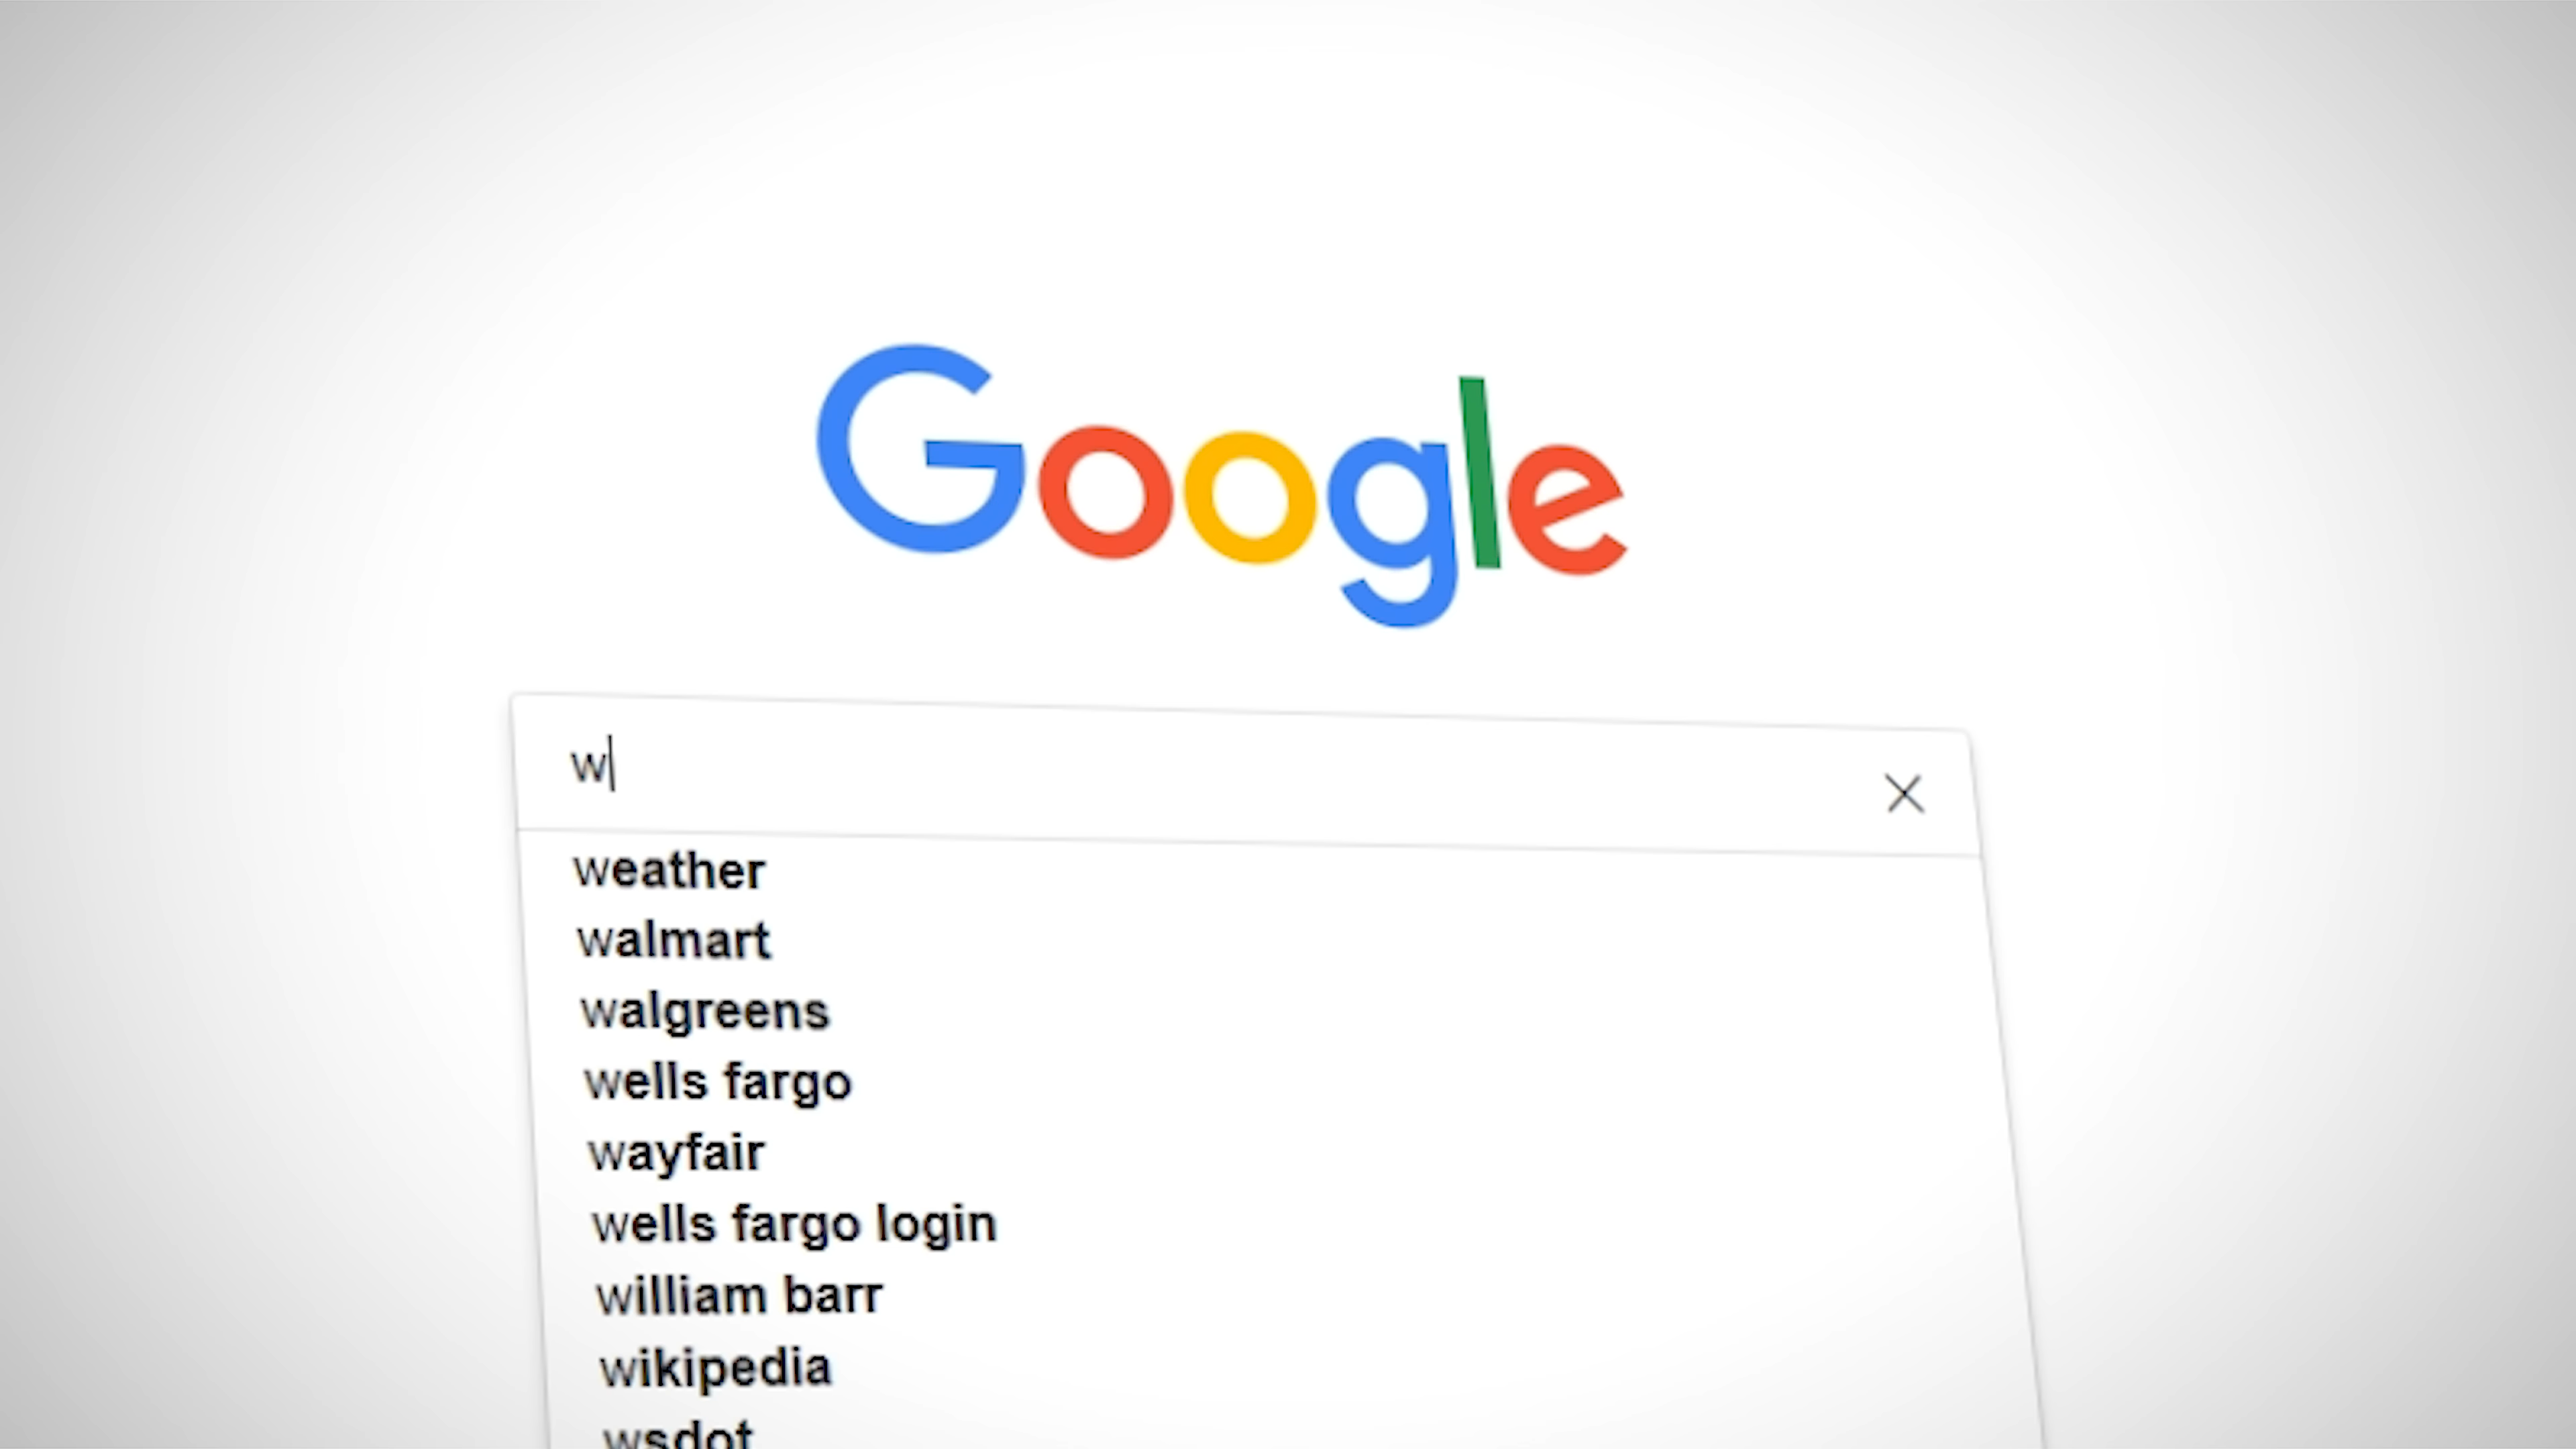 Google
w
weather
walmart
walgreens
wells fargo
wayfair
wells fargo login
william barr
wikipedia
wsdot